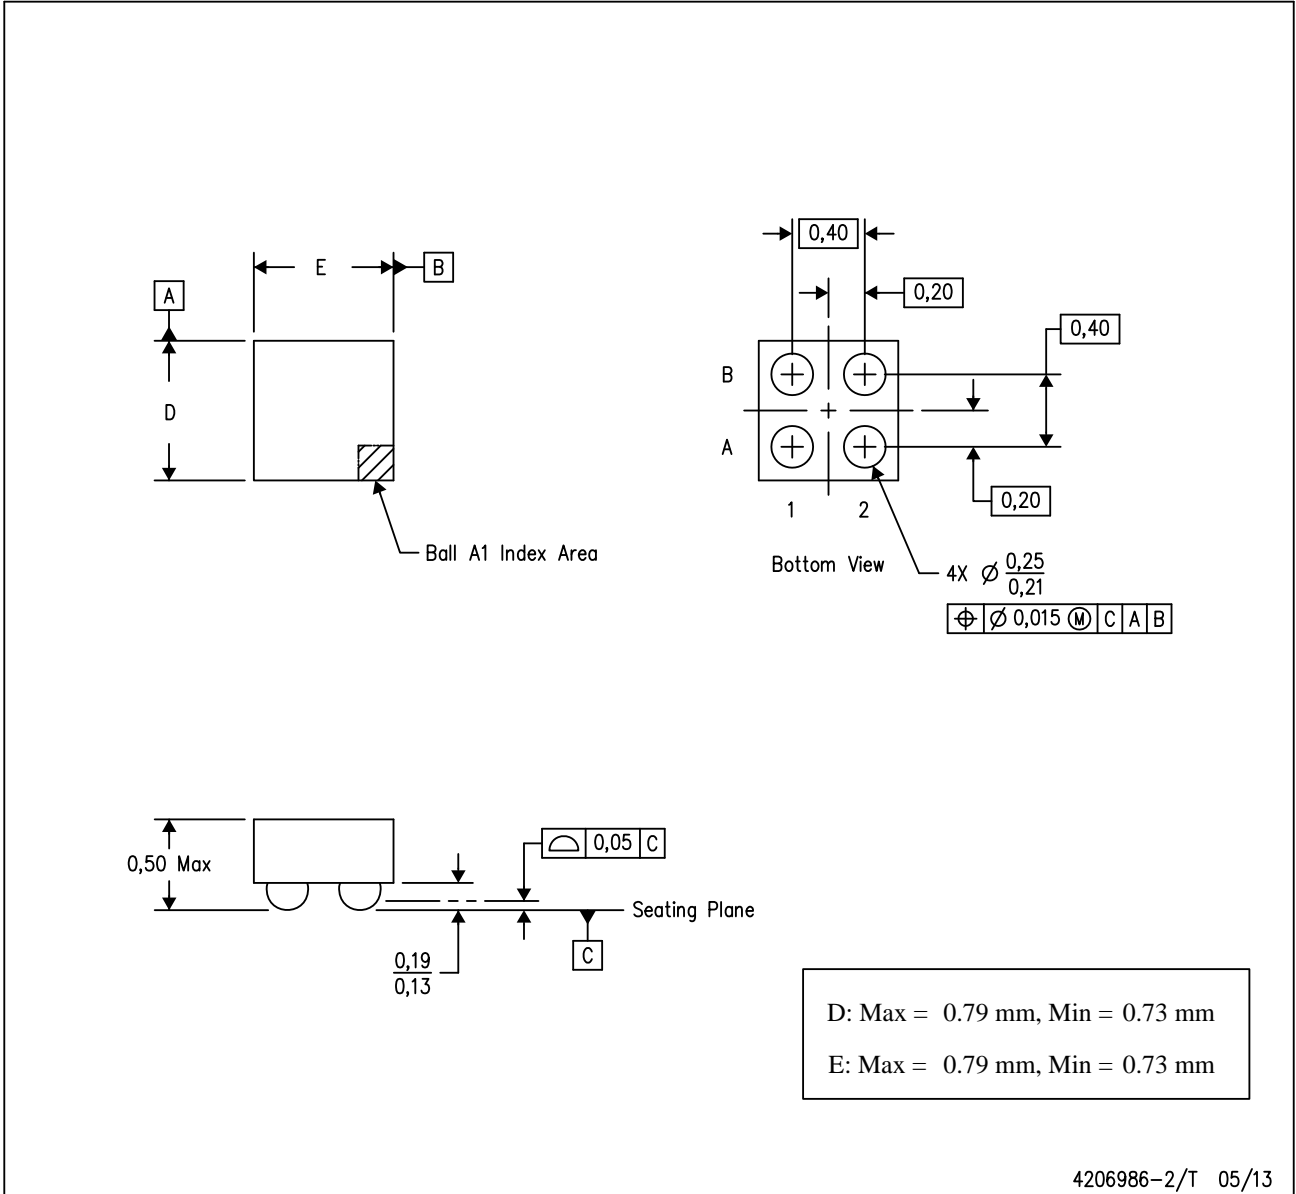 0,40
E
B
0,20
A
0,40
B
D
A
0,20
1 2
Ball A1 Index Area
Bottom View
4X Ø 0,25
0,21
⌖ Ø 0,015 Ⓜ C A B
0,05 C
0,50 Max
Seating Plane
C
0,19
0,13
D: Max = 0.79 mm, Min = 0.73 mm
E: Max = 0.79 mm, Min = 0.73 mm
4206986-2/T 05/13